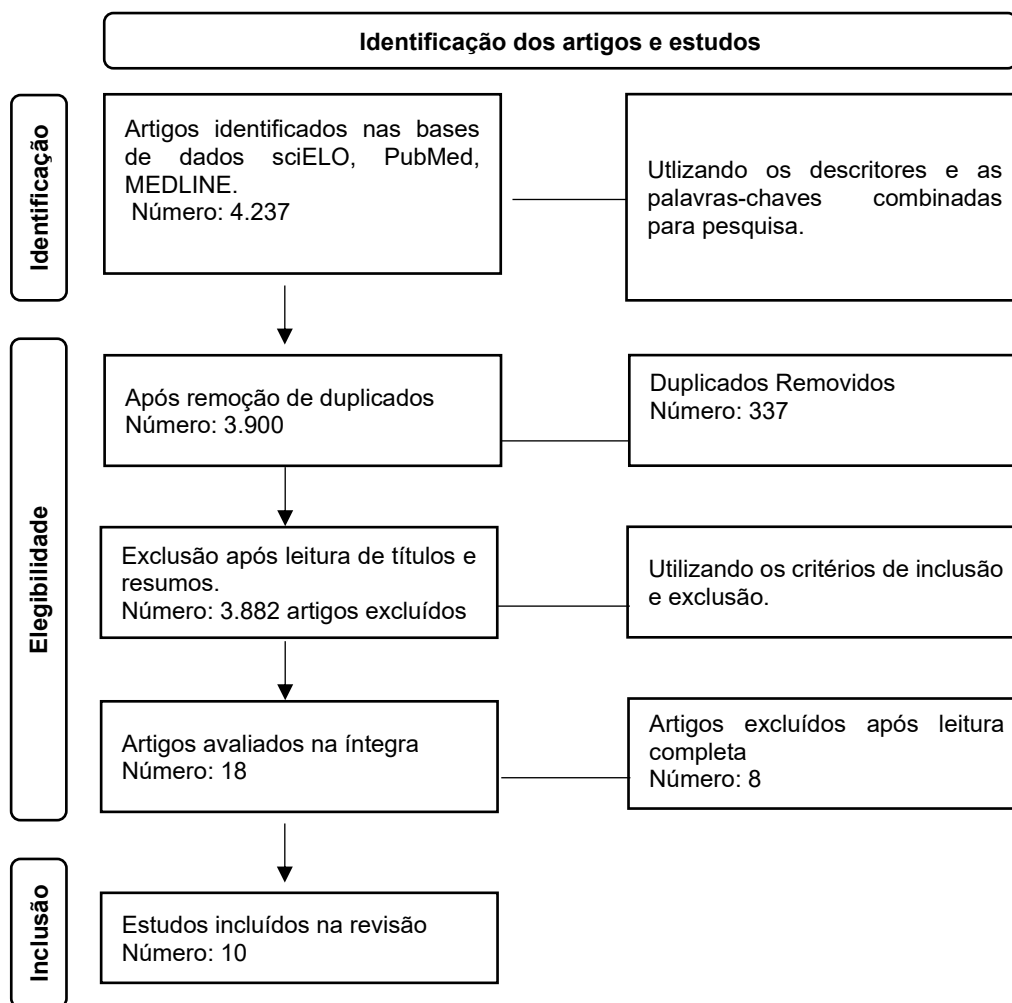 Identificação dos artigos e estudos
Identificação
Artigos identificados nas bases
de dados sciELO, PubMed,
MEDLINE.
Número: 4.237
Utlizando os descritores e as
palavras-chaves combinadas
para pesquisa.
Elegibilidade
Após remoção de duplicados
Número: 3.900
Duplicados Removidos
Número: 337
Exclusão após leitura de títulos e
resumos.
Número: 3.882 artigos excluídos
Utilizando os critérios de inclusão
e exclusão.
Artigos avaliados na íntegra
Número: 18
Artigos excluídos após leitura
completa
Número: 8
Inclusão
Estudos incluídos na revisão
Número: 10